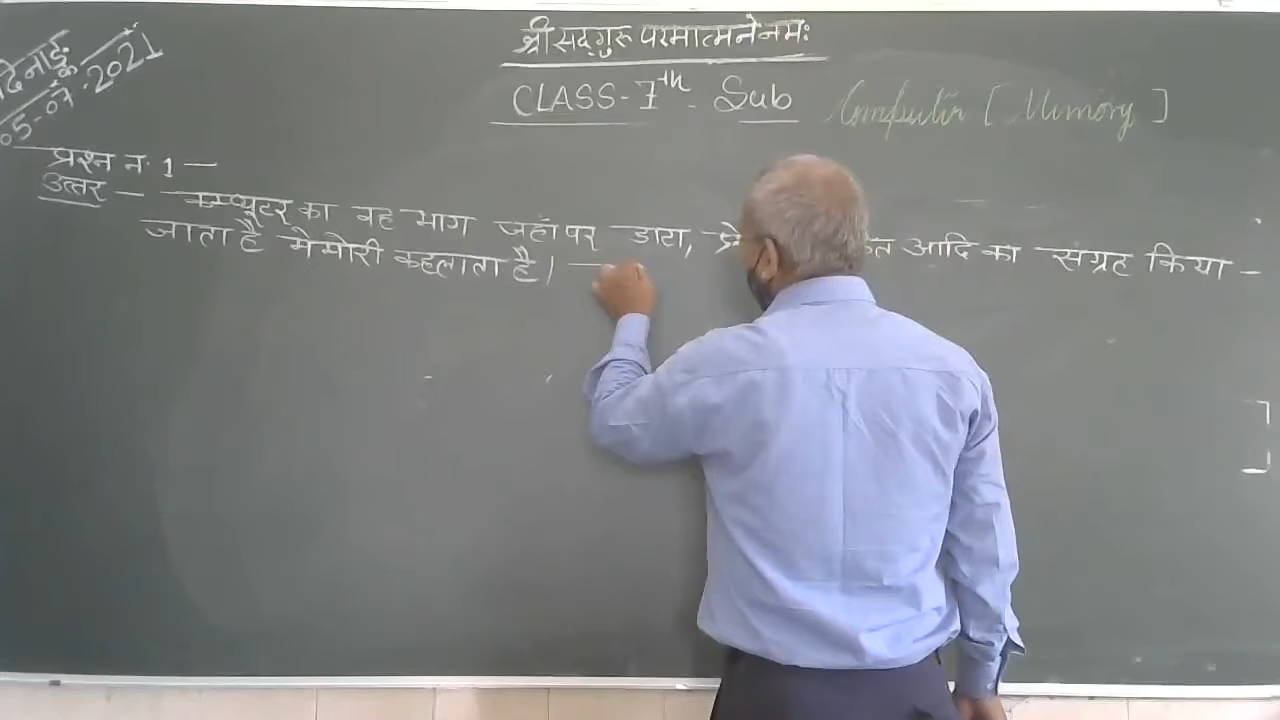 श्री सद्गुरु परमात्मने नमः
दिनाङ्कः
05.07.2021
CLASS-7th - Sub Computer [Memory]
प्रश्न न. 1 —
उत्तर — कम्प्यूटर का वह भाग जहाँ पर डाटा, आदि का संग्रह किया –
जाता है मेमोरी कहलाता है। —